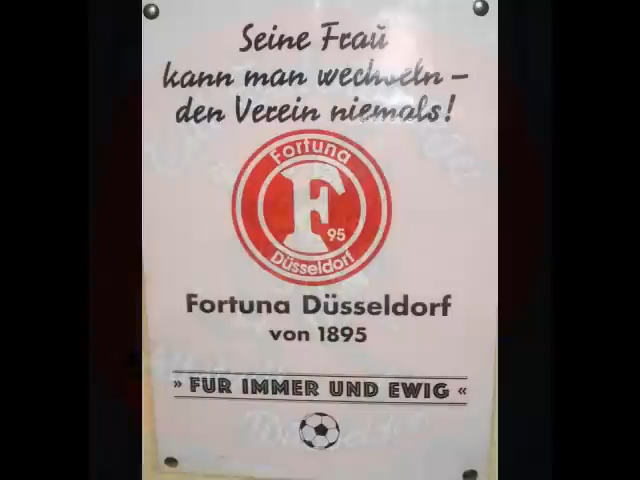 Seine Frau
kann man wechseln –
den Verein niemals!
Fortuna
F
95
Düsseldorf
Fortuna Düsseldorf
von 1895
» FÜR IMMER UND EWIG «